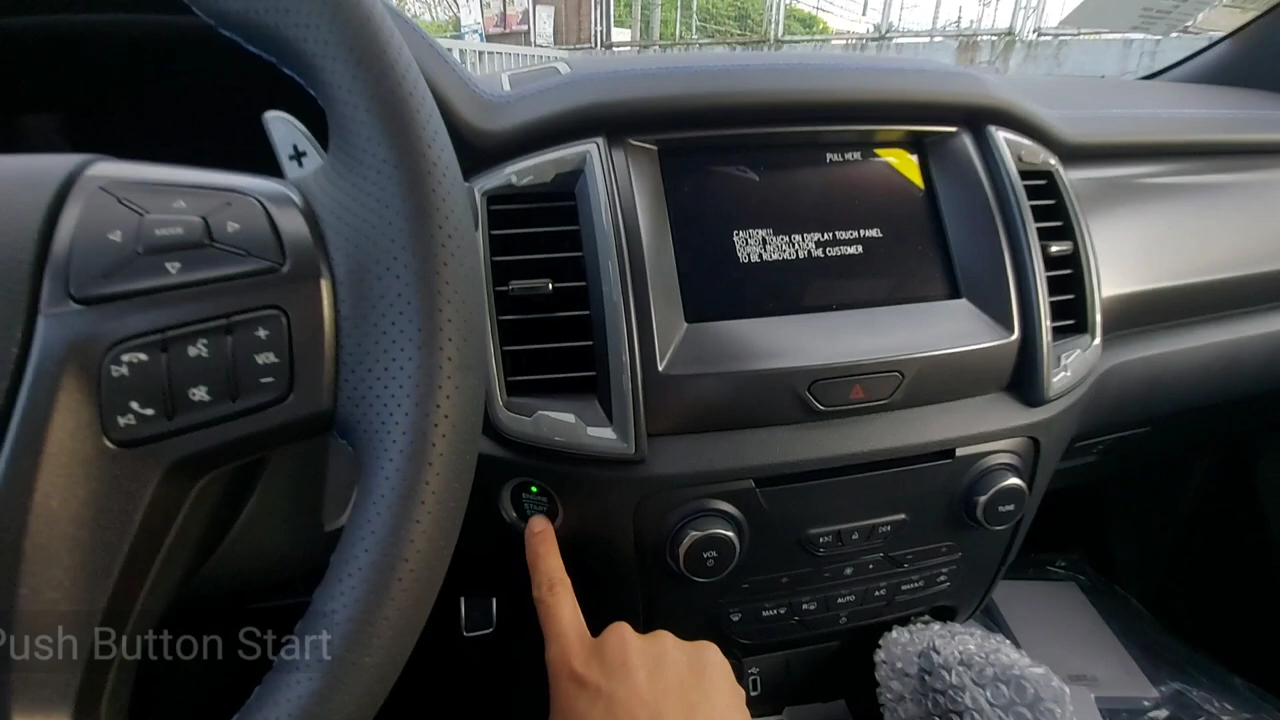 PULL HERE
CAUTION!!!
DO NOT TOUCH ON DISPLAY TOUCH PANEL
DURING INSTALLATION
TO BE REMOVED BY THE CUSTOMER
+
MODE
+
VOL
−
ENGINE
START
VOL
TUNE
MAX
R
AUTO
A/C
MAX A/C
Push Button Start